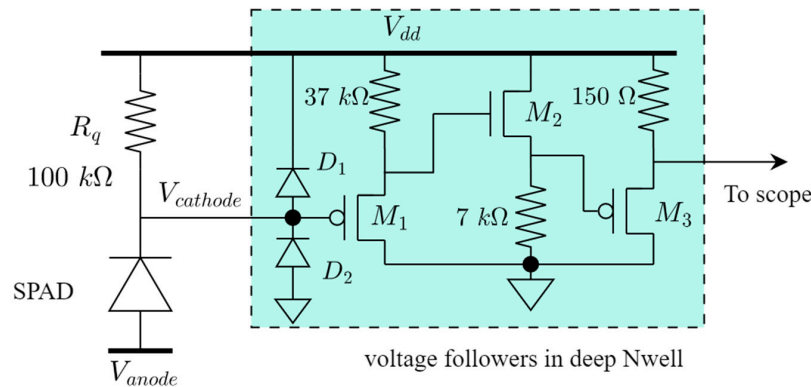 V_dd
37 kΩ
150 Ω
R_q
100 kΩ
M_2
D_1
V_cathode
M_1
7 kΩ
M_3
To scope
D_2
SPAD
V_anode
voltage followers in deep Nwell